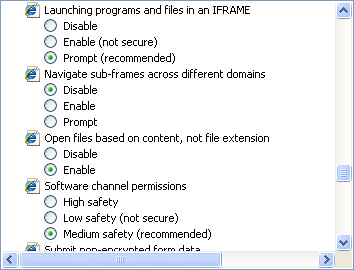 Launching programs and files in an IFRAME
Disable
Enable (not secure)
Prompt (recommended)
Navigate sub-frames across different domains
Disable
Enable
Prompt
Open files based on content, not file extension
Disable
Enable
Software channel permissions
High safety
Low safety (not secure)
Medium safety (recommended)
Submit non-encrypted form data